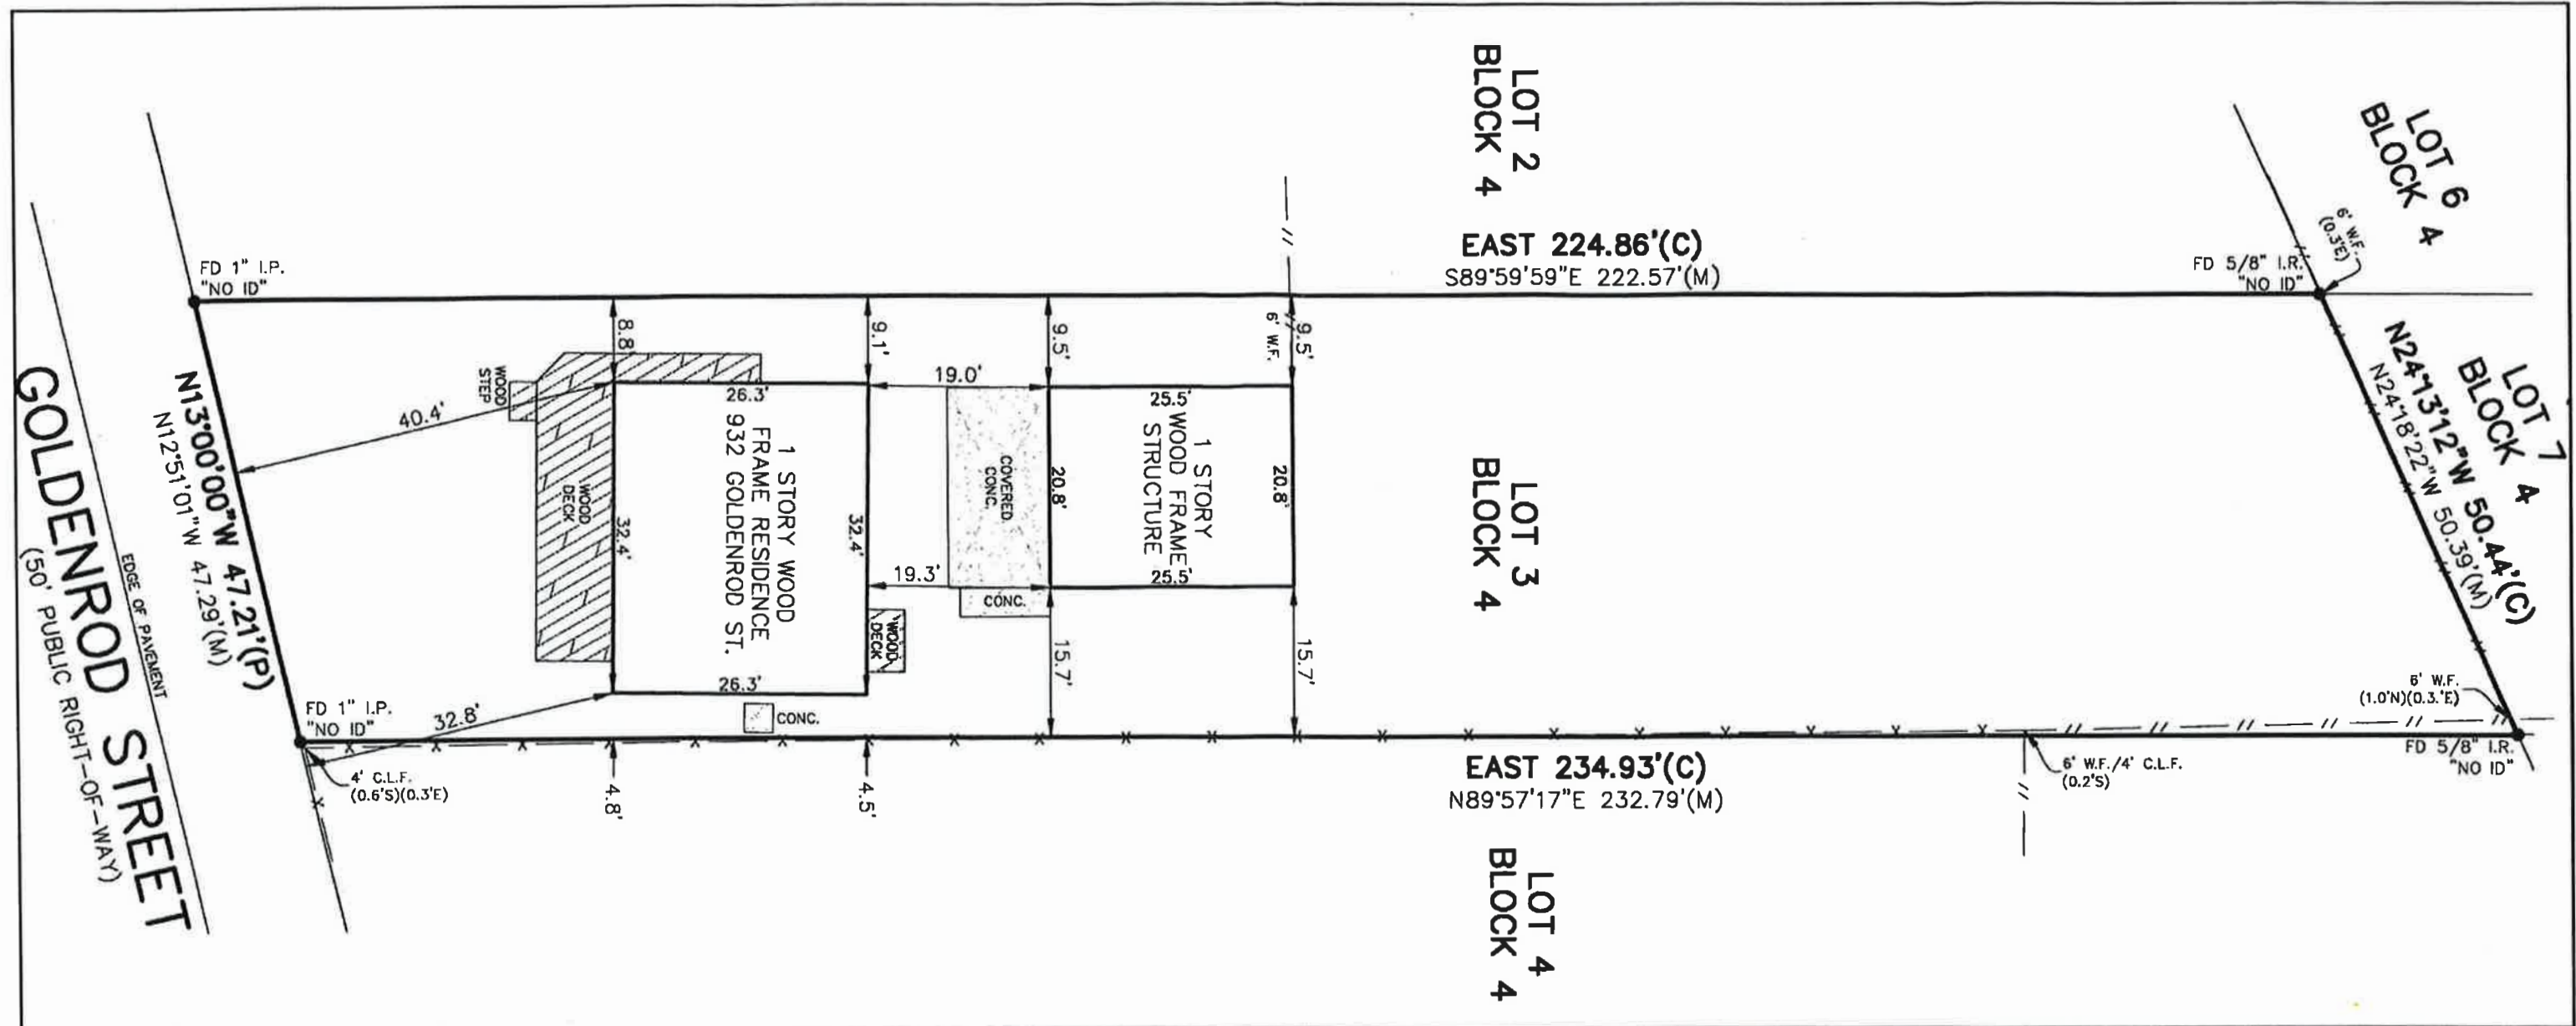 LOT 2
BLOCK 4
LOT 6
BLOCK 4
6' W.F.
(0.3'E)
EAST 224.86'(C)
S89°59'59"E 222.57'(M)
FD 1" I.P.
"NO ID"
FD 5/8" I.R.
"NO ID"
LOT 7
BLOCK 4
N24°13'12"W 50.44'(C)
N24°18'22"W 50.39'(M)
8.8'
9.1'
9.5'
6' W.F.
9.5'
WOOD
STEP
40.4'
26.3'
19.0'
25.5'
WOOD
DECK
32.4'
1 STORY WOOD
FRAME RESIDENCE
932 GOLDENROD ST.
32.4'
COVERED
CONC.
20.8'
1 STORY
WOOD FRAME
STRUCTURE
20.8'
LOT 3
BLOCK 4
19.3'
25.5'
CONC.
WOOD
DECK
15.7'
15.7'
26.3'
CONC.
32.8'
N13°00'00"W 47.21'(P)
N12°51'01"W 47.29'(M)
EDGE OF PAVEMENT
GOLDENROD STREET
(50' PUBLIC RIGHT-OF-WAY)
FD 1" I.P.
"NO ID"
4' C.L.F.
(0.6'S)(0.3'E)
4.8'
4.5'
EAST 234.93'(C)
N89°57'17"E 232.79'(M)
6' W.F./4' C.L.F.
(0.2'S)
6' W.F.
(1.0'N)(0.3.'E)
FD 5/8" I.R.
"NO ID"
LOT 4
BLOCK 4